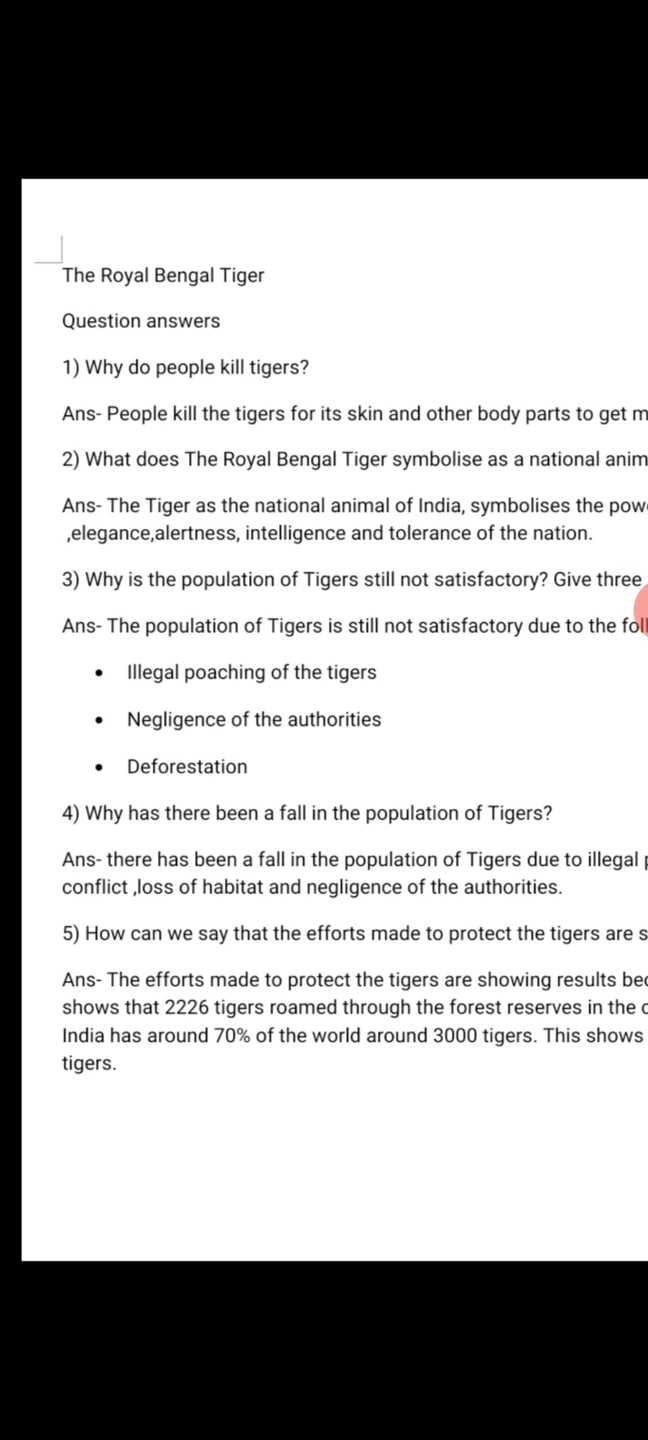 The Royal Bengal Tiger
Question answers
1) Why do people kill tigers?
Ans- People kill the tigers for its skin and other body parts to get
2) What does The Royal Bengal Tiger symbolise as a national
Ans- The Tiger as the national animal of India, symbolises the
,elegance,alertness, intelligence and tolerance of the nation.
3) Why is the population of Tigers still not satisfactory? Give three
Ans- The population of Tigers is still not satisfactory due to the
• Illegal poaching of the tigers
• Negligence of the authorities
• Deforestation
4) Why has there been a fall in the population of Tigers?
Ans- there has been a fall in the population of Tigers due to illegal
conflict ,loss of habitat and negligence of the authorities.
5) How can we say that the efforts made to protect the tigers are
Ans- The efforts made to protect the tigers are showing results
shows that 2226 tigers roamed through the forest reserves in the
India has around 70% of the world around 3000 tigers. This shows
tigers.